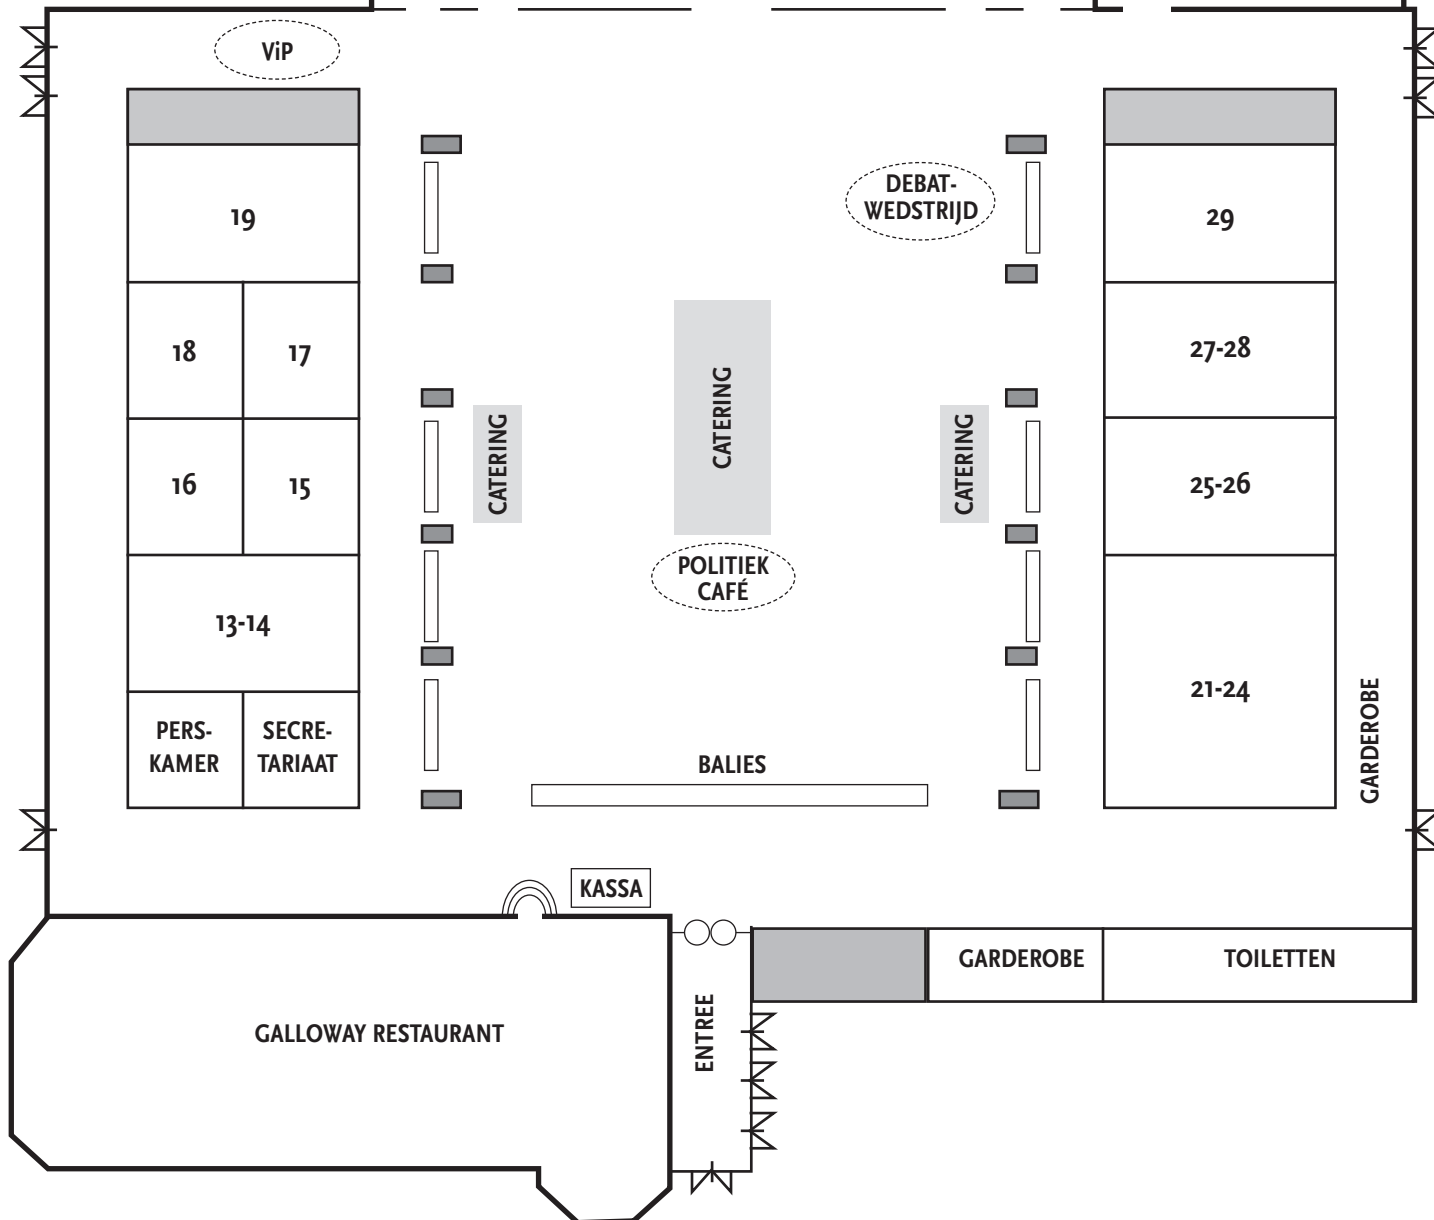 ViP
DEBAT-
WEDSTRIJD
19
29
18
17
27-28
CATERING
CATERING
CATERING
16
15
25-26
POLITIEK
CAFÉ
13-14
21-24
GARDEROBE
PERS-
KAMER
SECRE-
TARIAAT
BALIES
KASSA
GARDEROBE
TOILETTEN
ENTREE
GALLOWAY RESTAURANT